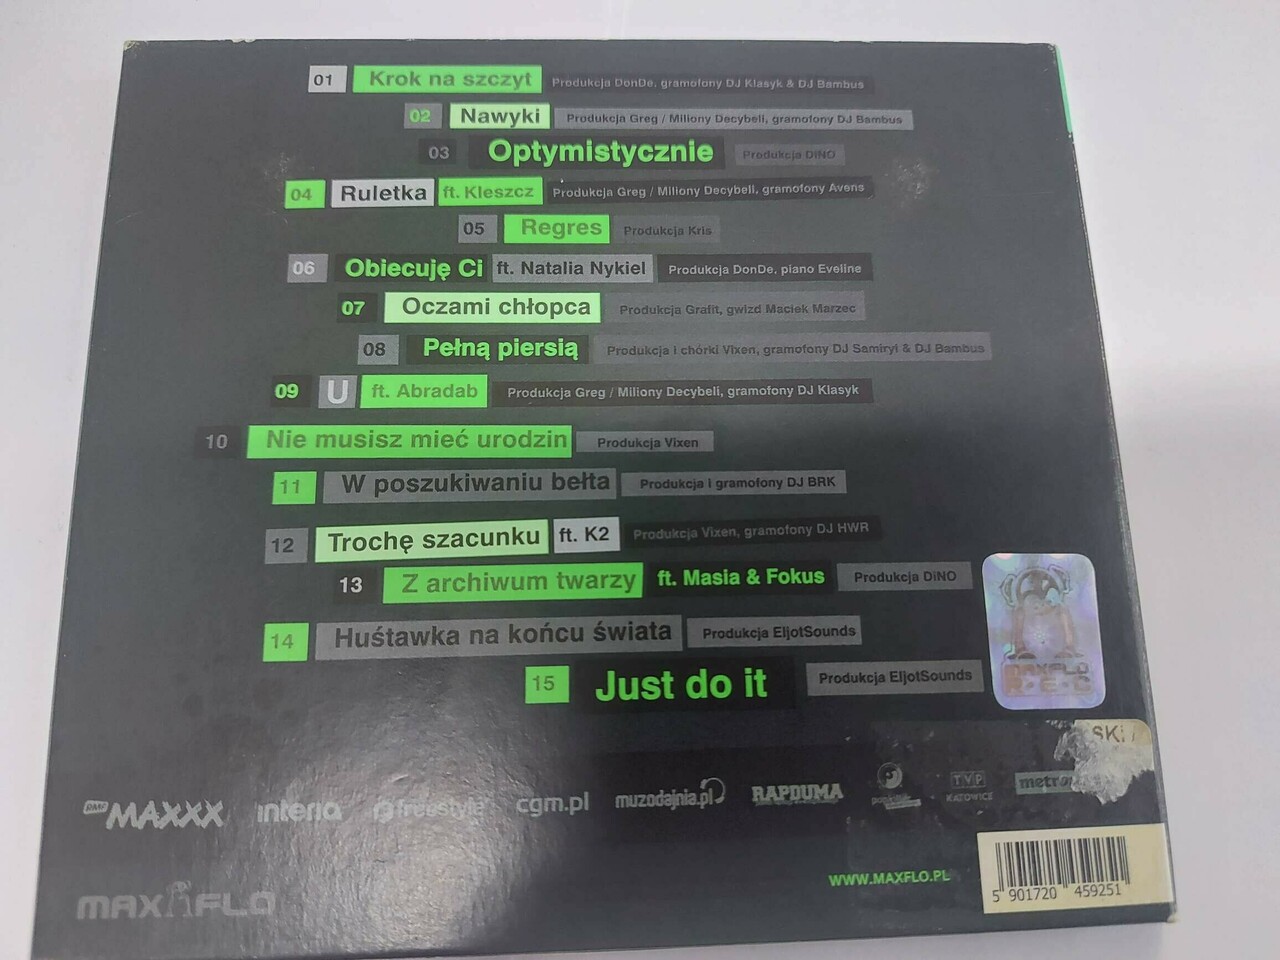 01 Krok na szczyt Produkcja DonDe, gramofony DJ Klasyk & DJ Bambus
02 Nawyki Produkcja Greg / Miliony Decybeli, gramofony DJ Bambus
03 Optymistycznie Produkcja DiNO
04 Ruletka ft. Kleszcz Produkcja Greg / Miliony Decybeli, gramofony Avens
05 Regres Produkcja Kris
06 Obiecuję Ci ft. Natalia Nykiel Produkcja DonDe, piano Eveline
07 Oczami chłopca Produkcja Grafit, gwizd Maciek Marzec
08 Pełną piersią Produkcja i chórki Vixen, gramofony DJ Samiryi & DJ Bambus
09 U ft. Abradab Produkcja Greg / Miliony Decybeli, gramofony DJ Klasyk
10 Nie musisz mieć urodzin Produkcja Vixen
11 W poszukiwaniu bełta Produkcja i gramofony DJ BRK
12 Trochę szacunku ft. K2 Produkcja Vixen, gramofony DJ HWR
13 Z archiwum twarzy ft. Masia & Fokus Produkcja DiNO
14 Huśtawka na końcu świata Produkcja EljotSounds
15 Just do it Produkcja EljotSounds
MAXFLO
R·E·C
SKI
RMF MAXXX interia freestyle cgm.pl muzodajnia.pl RAPDUMA TVP KATOWICE
WWW.MAXFLO.PL
MAXFLO
5 901720 459251